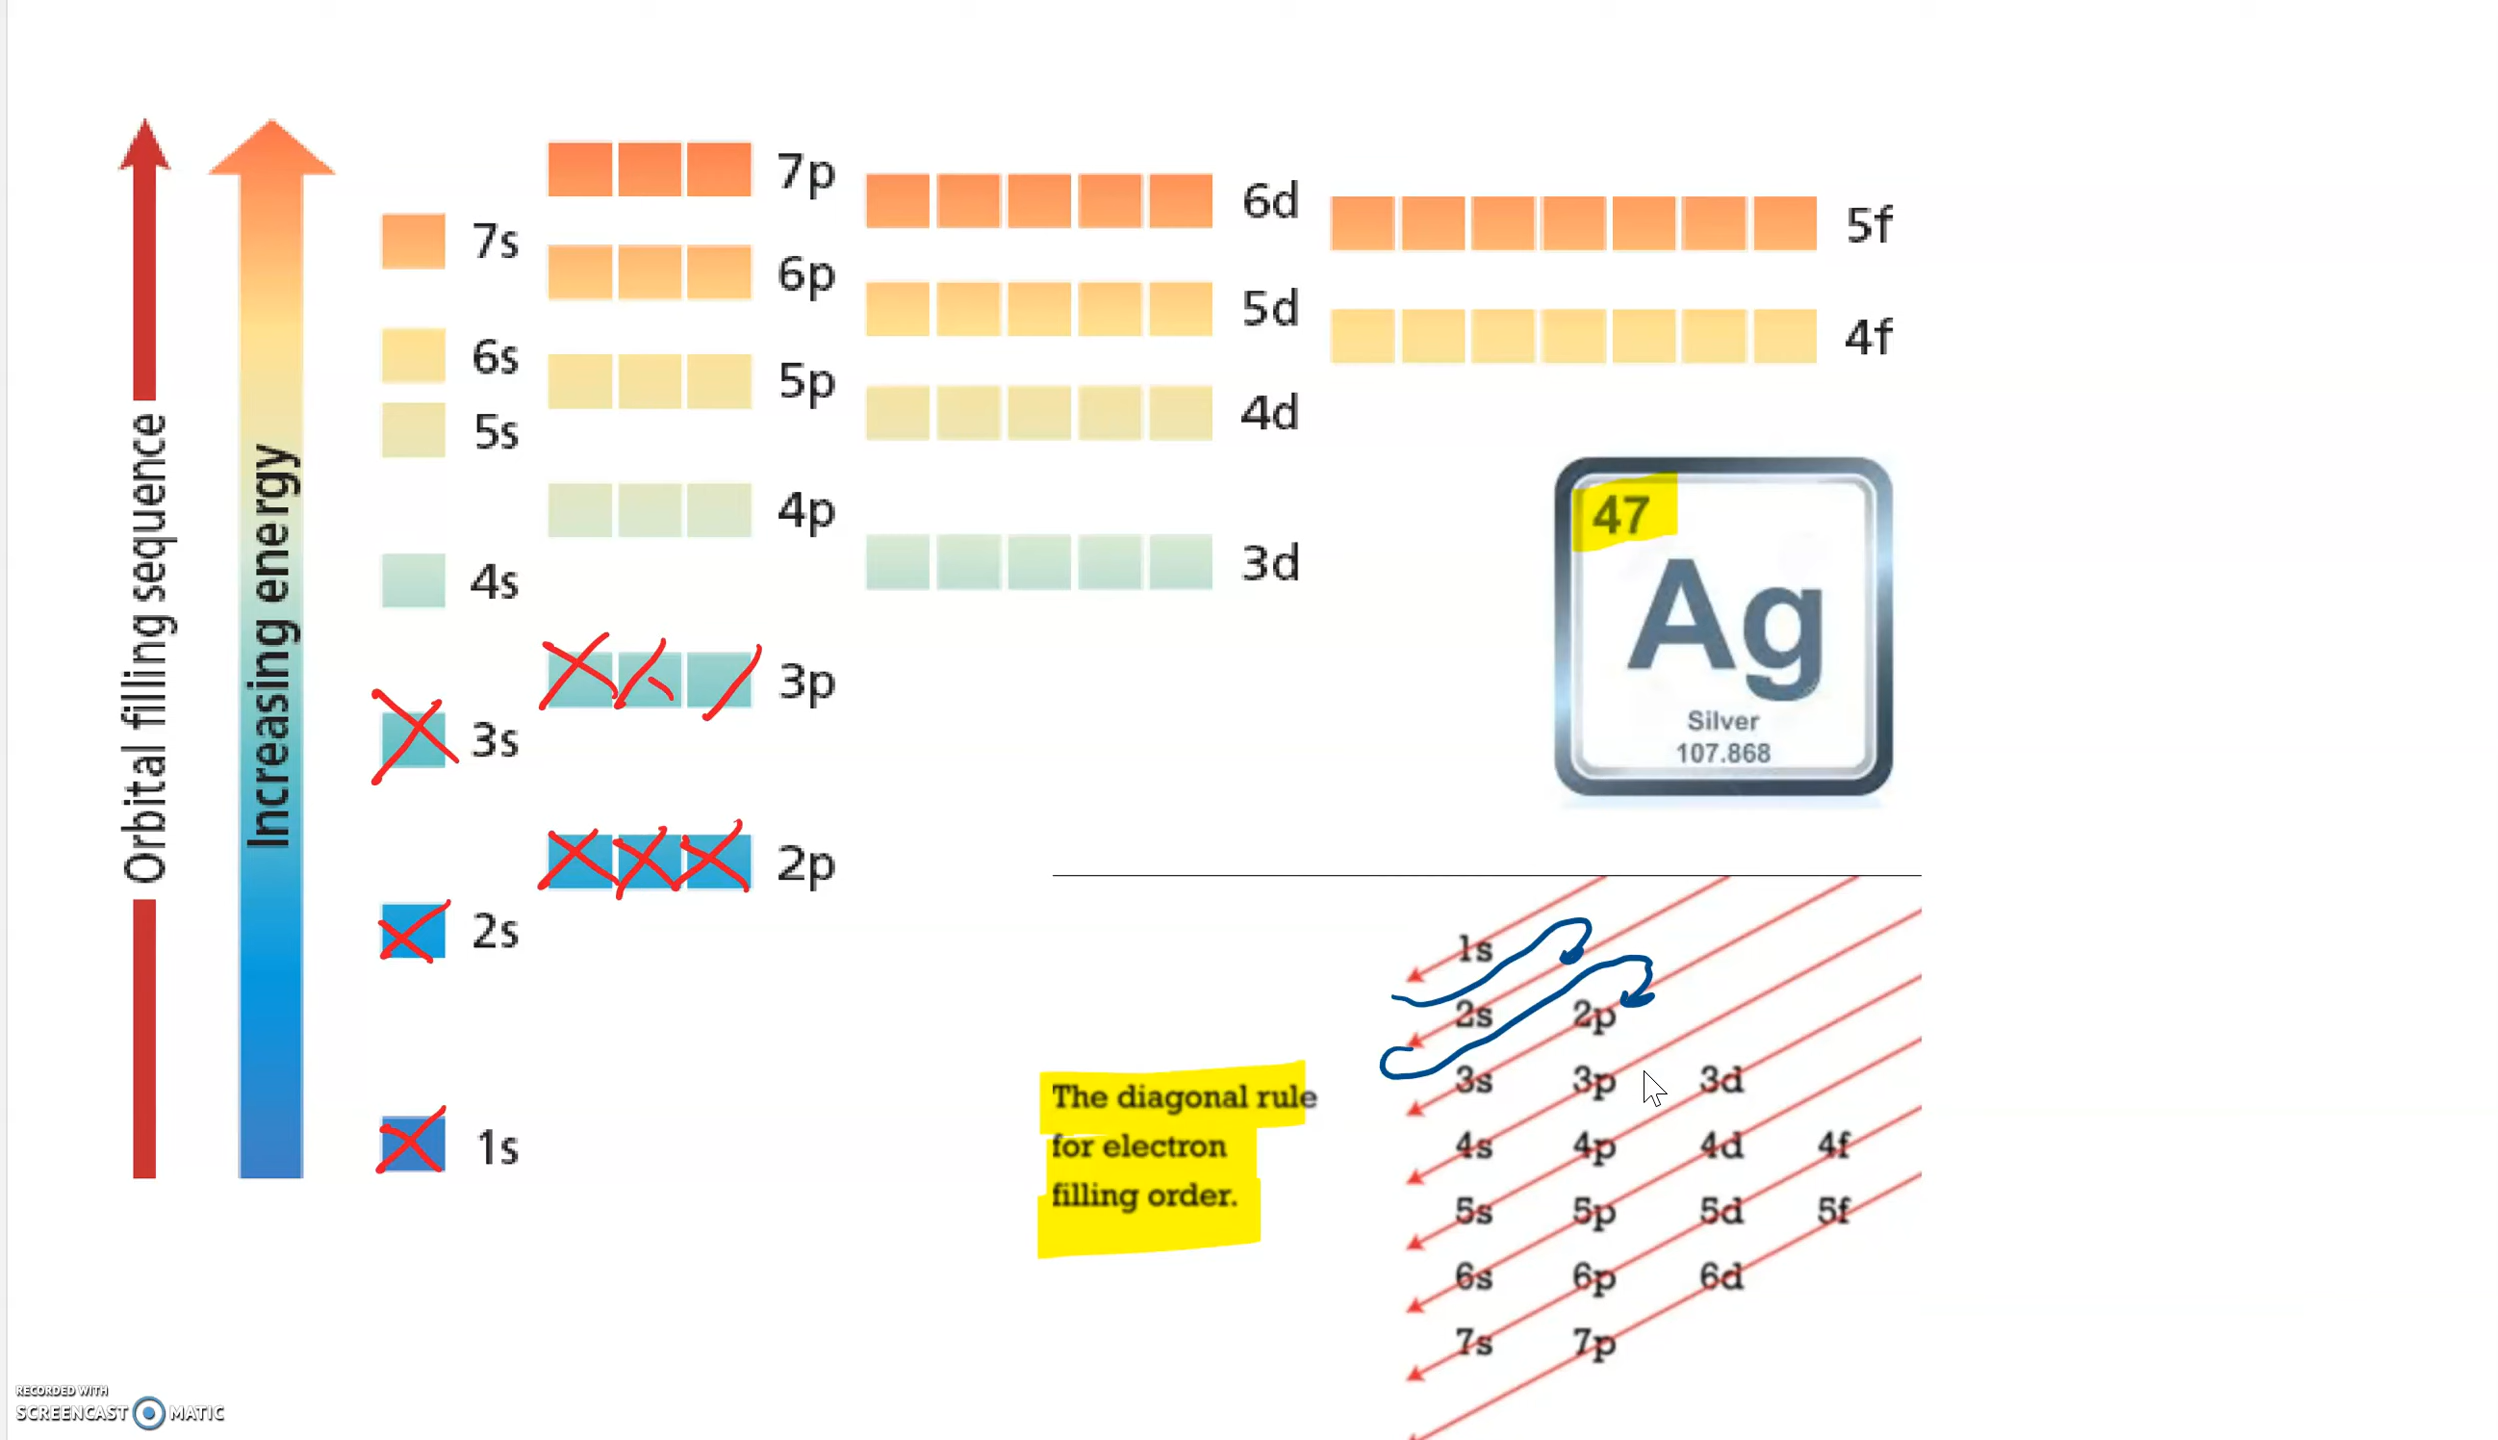 Orbital filling sequence
Increasing energy
7p
6d
5f
7s
6p
5d
4f
6s
5p
4d
5s
4p
3d
4s
3p
3s
2p
2s
1s
47
Ag
Silver
107.868
The diagonal rule
for electron
filling order.
1s
2s 2p
3s 3p 3d
4s 4p 4d 4f
5s 5p 5d 5f
6s 6p 6d
7s 7p
RECORDED WITH
SCREENCAST MATIC